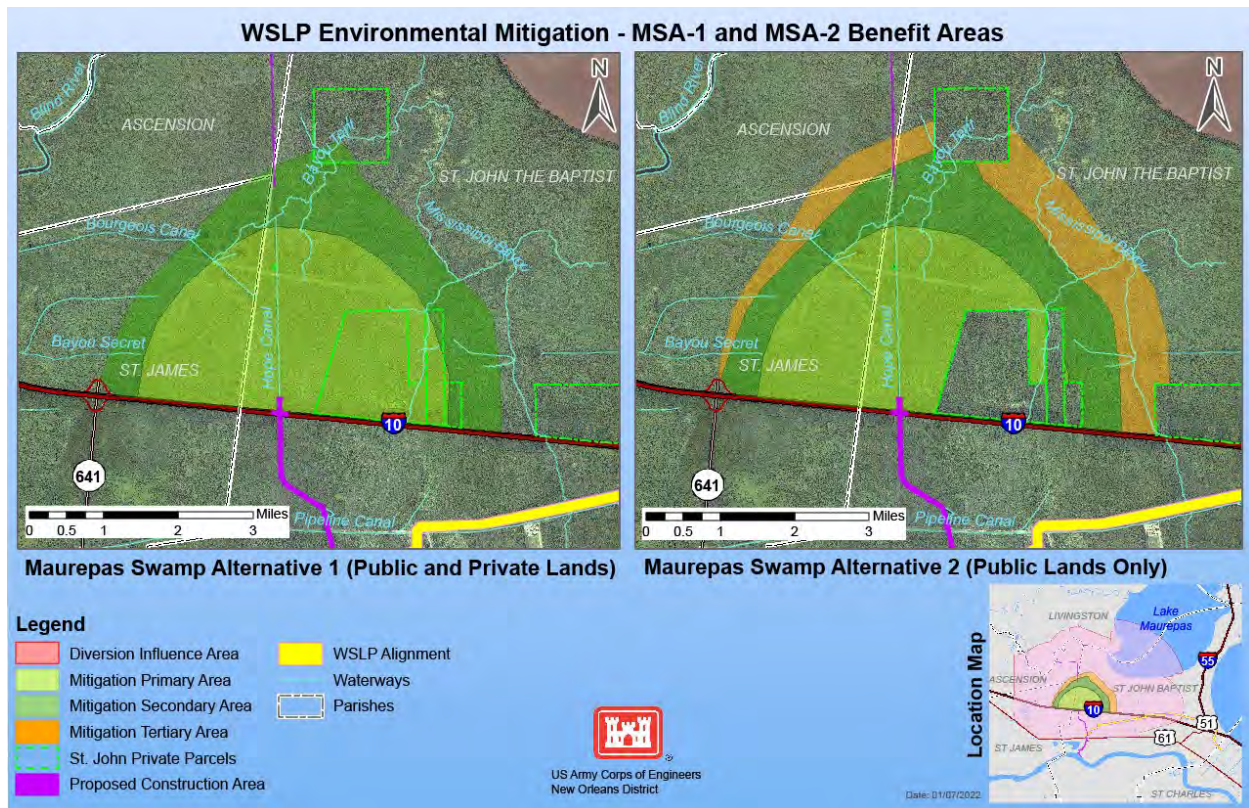 WSLP Environmental Mitigation - MSA-1 and MSA-2 Benefit Areas
Blind River
ASCENSION
N
Bayou Tent
ST. JOHN THE BAPTIST
Bourgeois Canal
Mississippi Bayou
Bayou Secret
ST. JAMES
Hope Canal
10
641
0 0.5 1 2 3 Miles
Pipeline Canal
Blind River
ASCENSION
N
Bayou Tent
ST. JOHN THE BAPTIST
Bourgeois Canal
Mississippi Bayou
Bayou Secret
ST. JAMES
Hope Canal
10
641
0 0.5 1 2 3 Miles
Pipeline Canal
Maurepas Swamp Alternative 1 (Public and Private Lands)
Maurepas Swamp Alternative 2 (Public Lands Only)
Legend
Diversion Influence Area
Mitigation Primary Area
Mitigation Secondary Area
Mitigation Tertiary Area
St. John Private Parcels
Proposed Construction Area
WSLP Alignment
Waterways
Parishes
®
US Army Corps of Engineers
New Orleans District
Location Map
LIVINGSTON
Lake
Maurepas
55
ASCENSION
ST JOHN BAPTIST
10
51
61
ST JAMES
ST CHARLES
Date: 01/07/2022